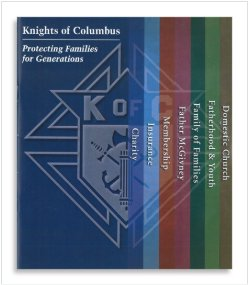 Knights of Columbus
Protecting Families
for Generations
K OF C
Charity
Insurance
Membership
Father McGivney
Family of Families
Fatherhood & Youth
Domestic Church